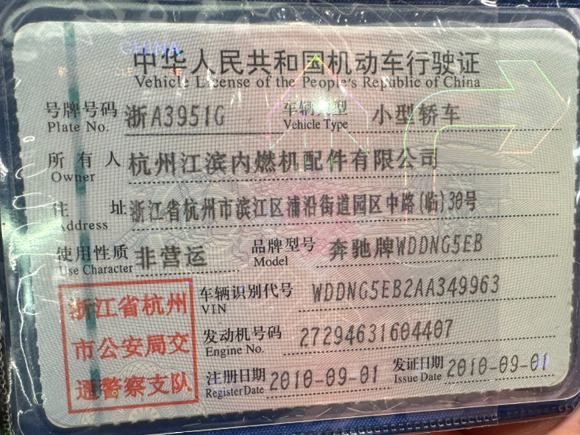 中华人民共和国机动车行驶证
Vehicle License of the People's Republic of China
号牌号码 浙A3951G 车辆类型 小型轿车
Plate No. Vehicle Type
所有人 杭州江滨内燃机配件有限公司
Owner
住址 浙江省杭州市滨江区浦沿街道园区中路(临)30号
Address
使用性质 非营运 品牌型号 奔驰牌WDDNG5EB
Use Character Model
浙江省杭州
市公安局交
通警察支队
车辆识别代号 WDDNG5EB2AA349963
VIN
发动机号码 27294631604407
Engine No.
注册日期 2010-09-01 发证日期 2010-09-01
Register Date Issue Date